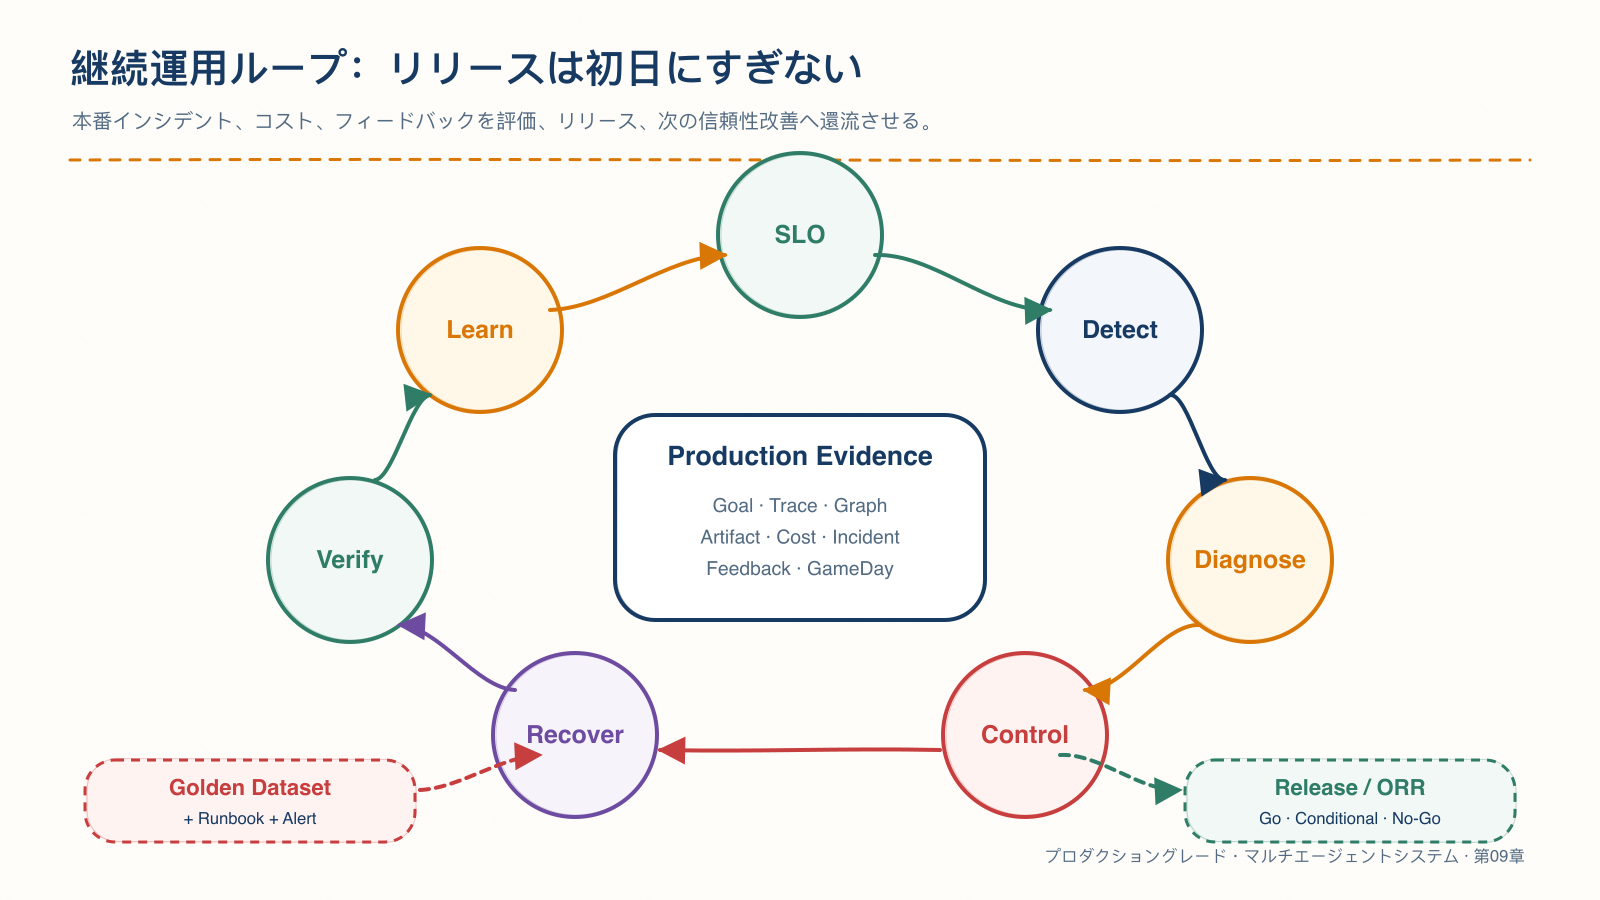 継続運用ループ：リリースは初日にすぎない
本番インシデント、コスト、フィードバックを評価、リリース、次の信頼性改善へ還流させる。
SLO
Learn
Detect
Production Evidence
Goal · Trace · Graph
Artifact · Cost · Incident
Feedback · GameDay
Verify
Diagnose
Recover
Control
Golden Dataset
+ Runbook + Alert
Release / ORR
Go · Conditional · No-Go
プロダクショングレード・マルチエージェントシステム · 第09章